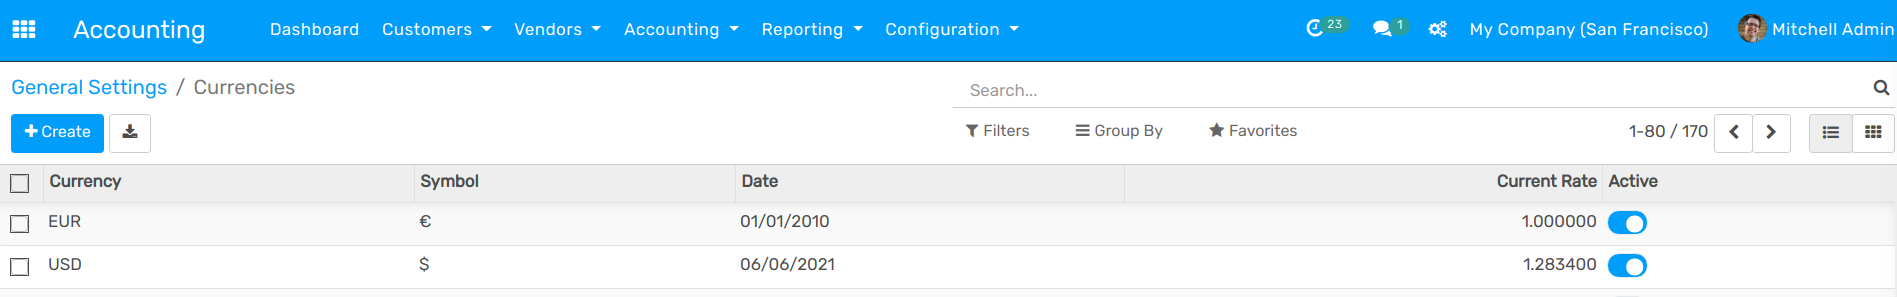 Accounting Dashboard Customers Vendors Accounting Reporting Configuration 23 1 My Company (San Francisco) Mitchell Admin
General Settings / Currencies
Search...
Create Filters Group By Favorites 1-80 / 170
Currency Symbol Date Current Rate Active
EUR € 01/01/2010 1.000000
USD $ 06/06/2021 1.283400